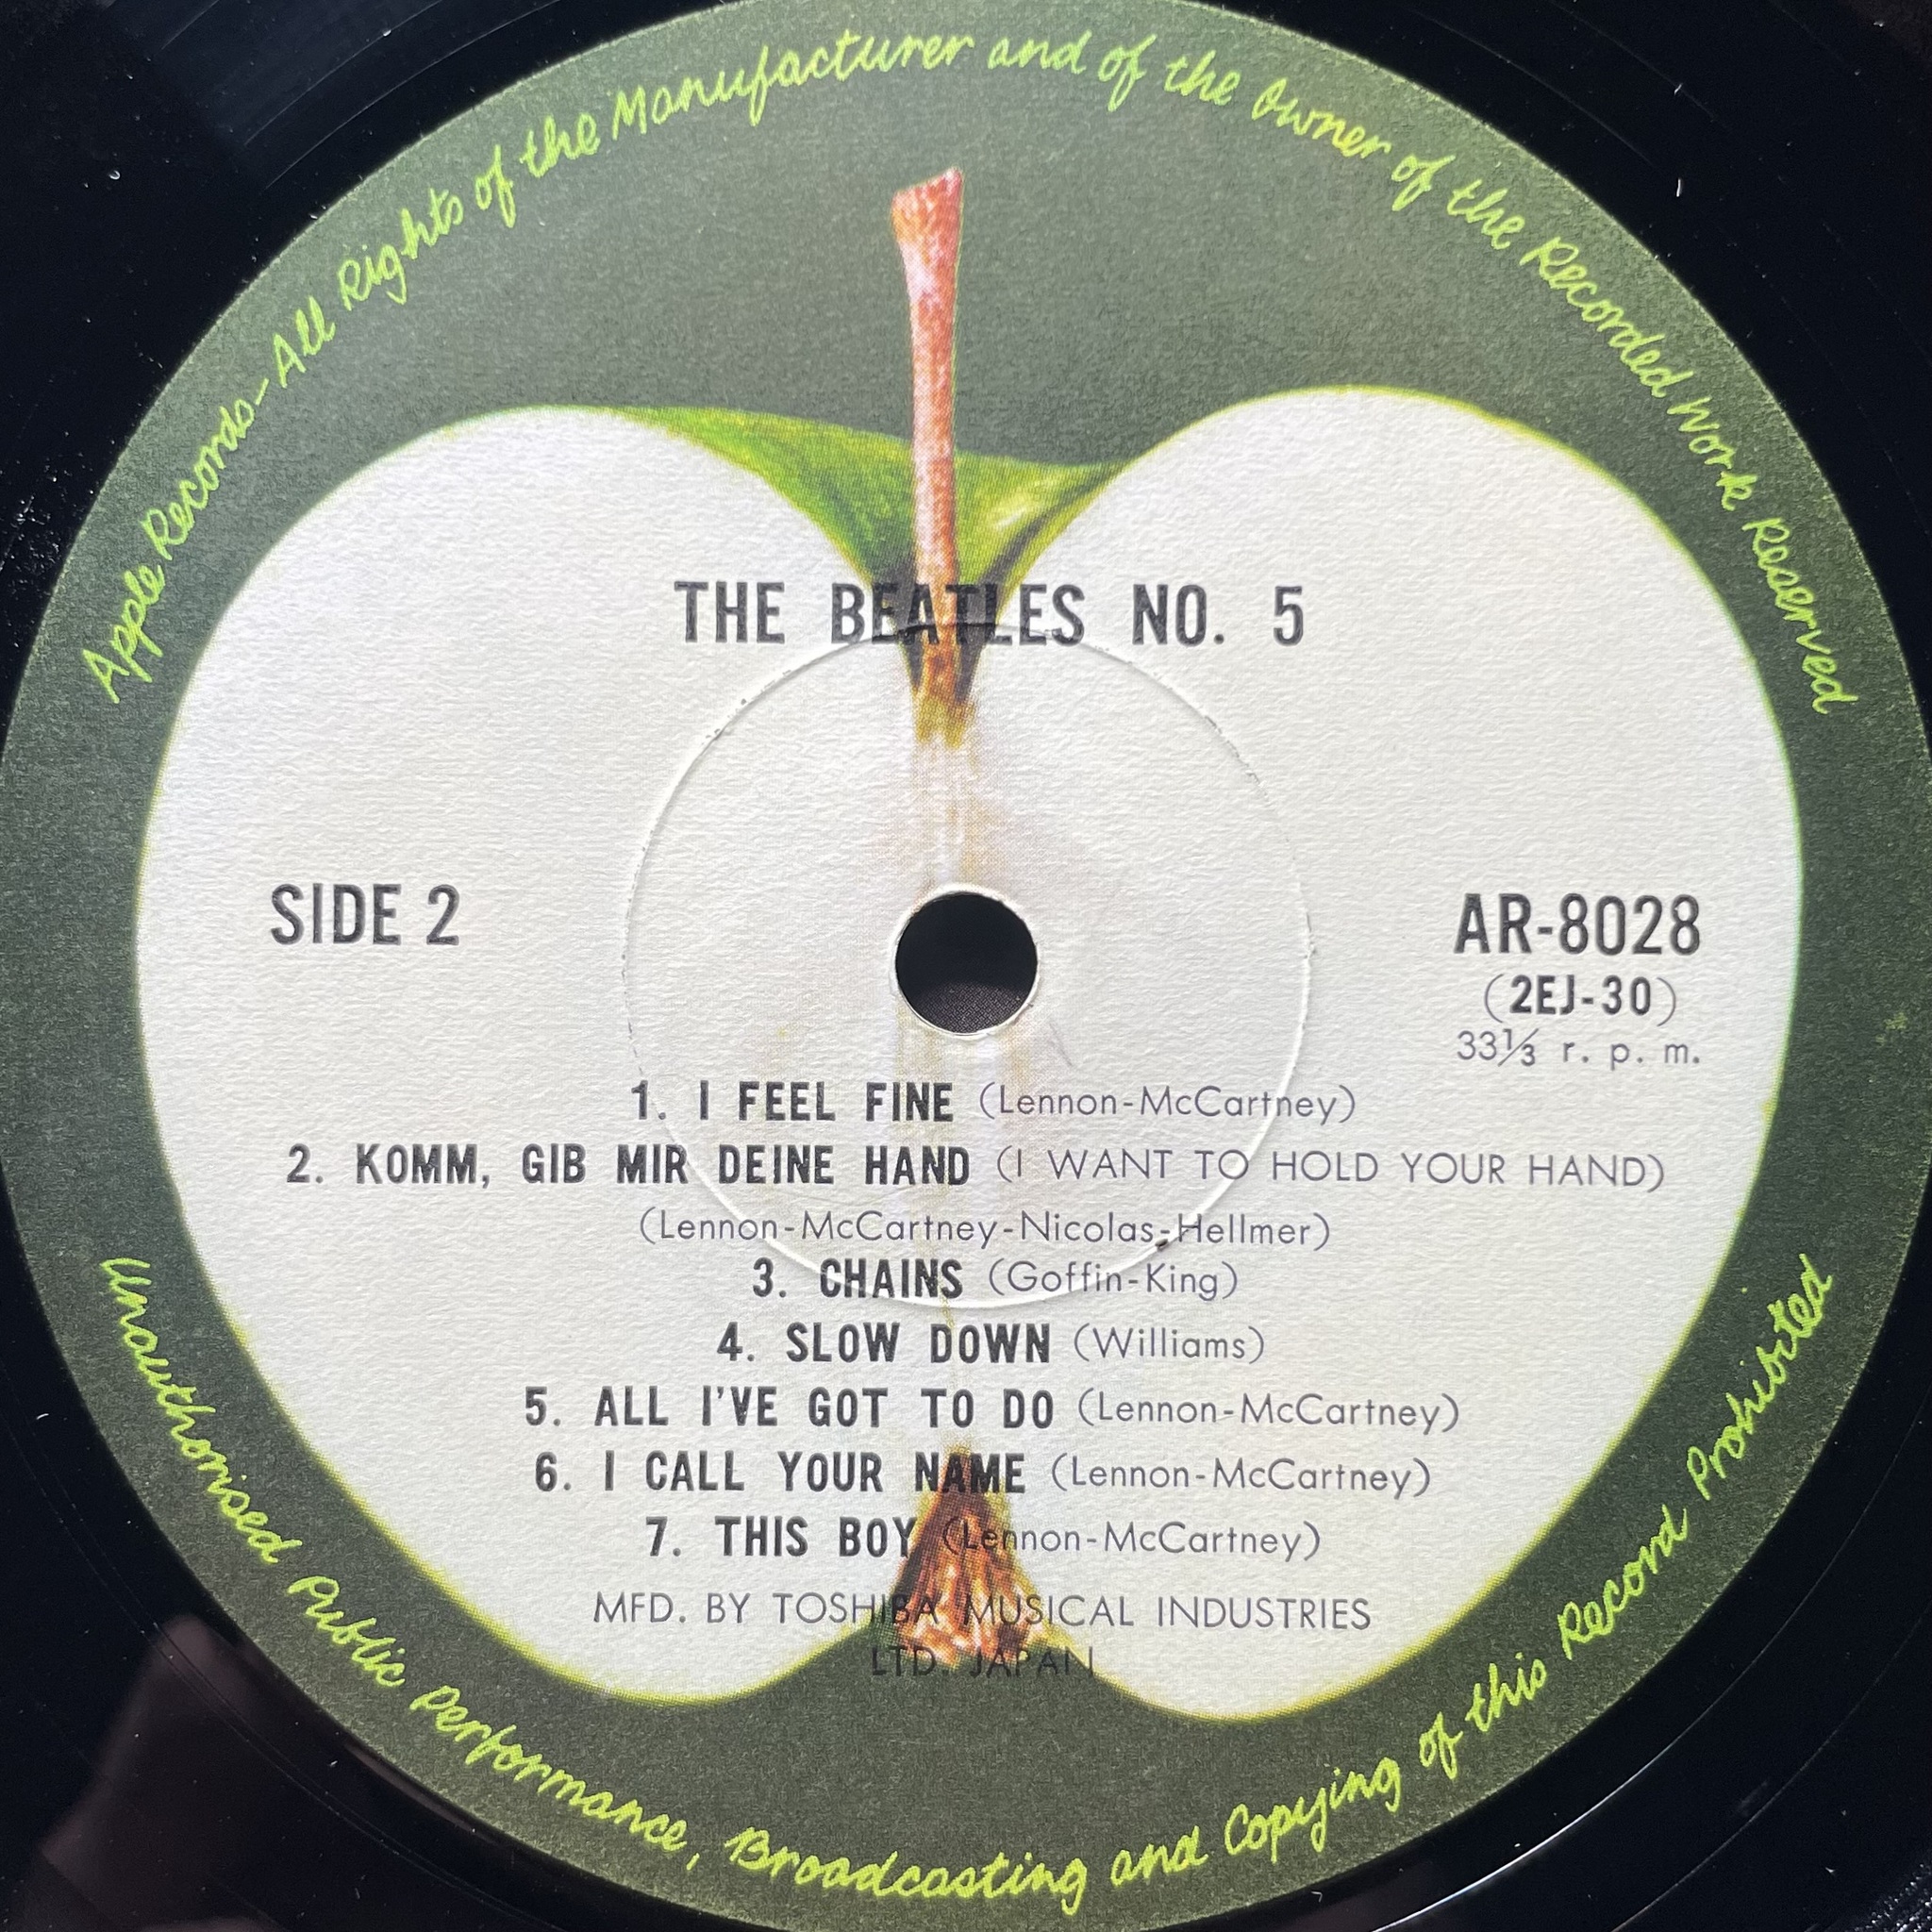 Apple Records-All Rights of the Manufacturer and of the Owner of the Recorded Work Reserved
THE BEATLES NO. 5
SIDE 2
AR-8028
(2EJ-30)
33⅓ r. p. m.
1. I FEEL FINE (Lennon-McCartney)
2. KOMM, GIB MIR DEINE HAND (I WANT TO HOLD YOUR HAND)
(Lennon-McCartney-Nicolas-Hellmer)
3. CHAINS (Goffin-King)
4. SLOW DOWN (Williams)
5. ALL I'VE GOT TO DO (Lennon-McCartney)
6. I CALL YOUR NAME (Lennon-McCartney)
7. THIS BOY (Lennon-McCartney)
MFD. BY TOSHIBA MUSICAL INDUSTRIES
LTD. JAPAN
Unauthorised Public Performance, Broadcasting and Copying of this Record Prohibited